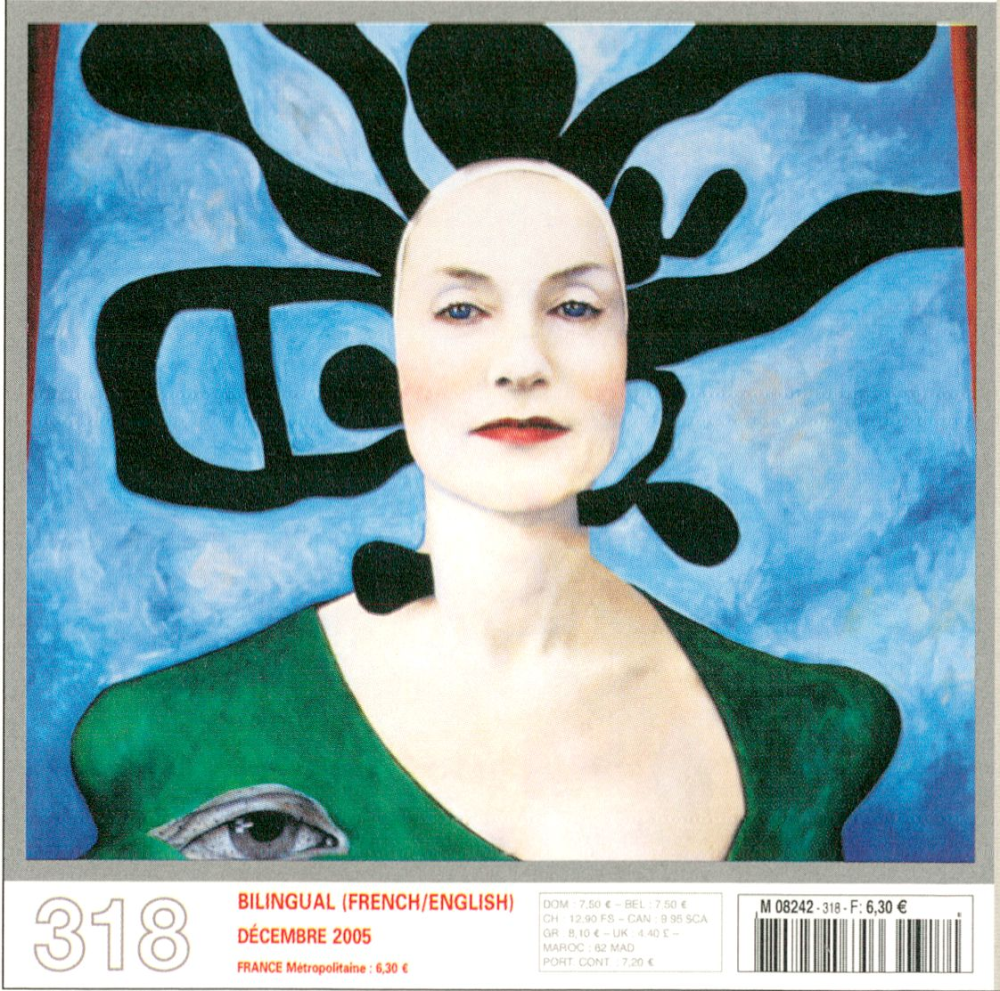 318
BILINGUAL (FRENCH/ENGLISH)
DÉCEMBRE 2005
FRANCE Métropolitaine : 6,30 €
DOM : 7,50 € – BEL : 7,50 €
CH : 12,90 FS – CAN : 9.95 SCA
GR : 8,10 € – UK : 4.40 £ –
MAROC : 62 MAD
PORT. CONT. : 7,20 €
M 08242 - 318 - F: 6,30 €